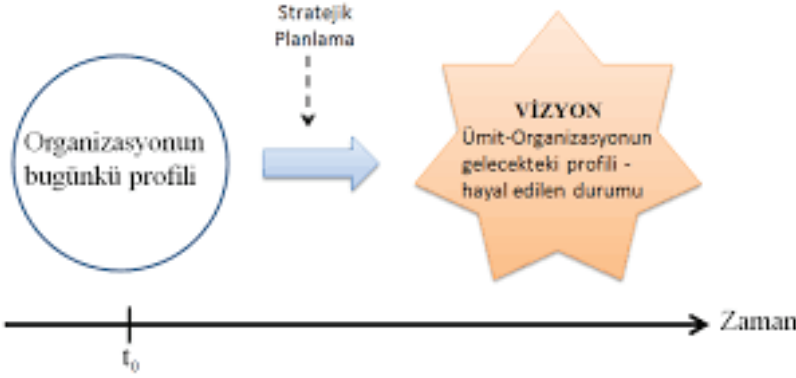 Stratejik
Planlama
Organizasyonun
bugünkü profili
VİZYON
Ümit-Organizasyonun
gelecekteki profili -
hayal edilen durumu
Zaman
t₀